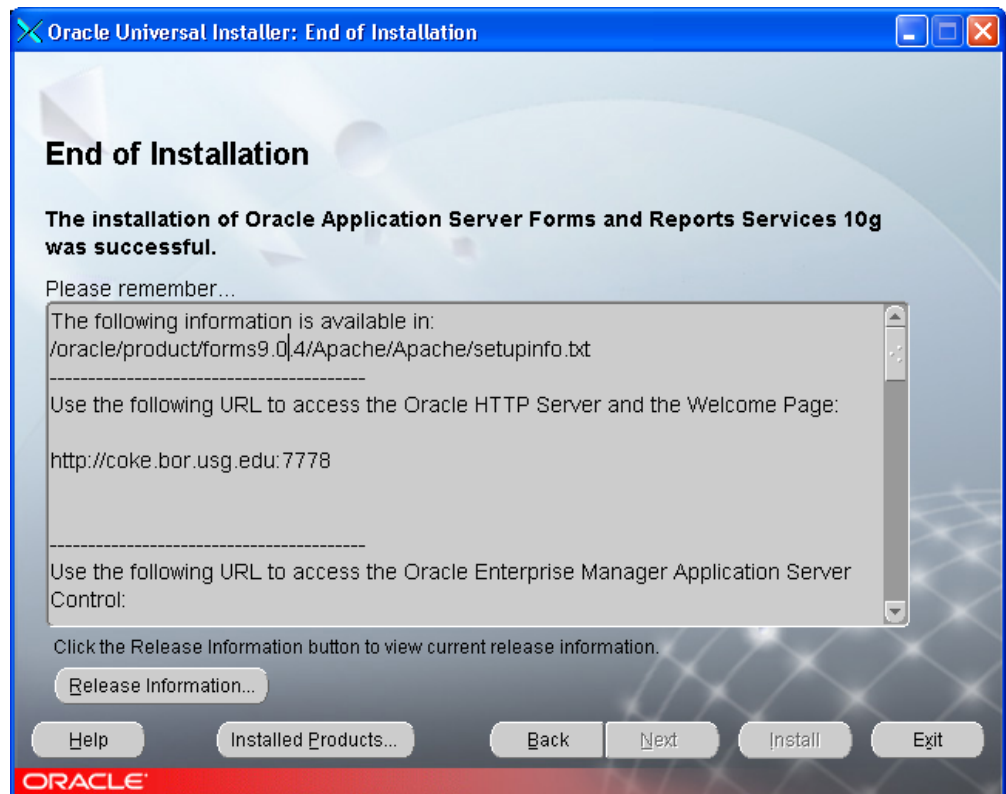 Oracle Universal Installer: End of Installation
End of Installation
The installation of Oracle Application Server Forms and Reports Services 10g
was successful.
Please remember...
The following information is available in:
/oracle/product/forms9.0.4/Apache/Apache/setupinfo.txt
-----------------------------------------
Use the following URL to access the Oracle HTTP Server and the Welcome Page:
http://coke.bor.usg.edu:7778
-----------------------------------------
Use the following URL to access the Oracle Enterprise Manager Application Server
Control:
Click the Release Information button to view current release information.
Release Information...
Help Installed Products... Back Next Install Exit
ORACLE